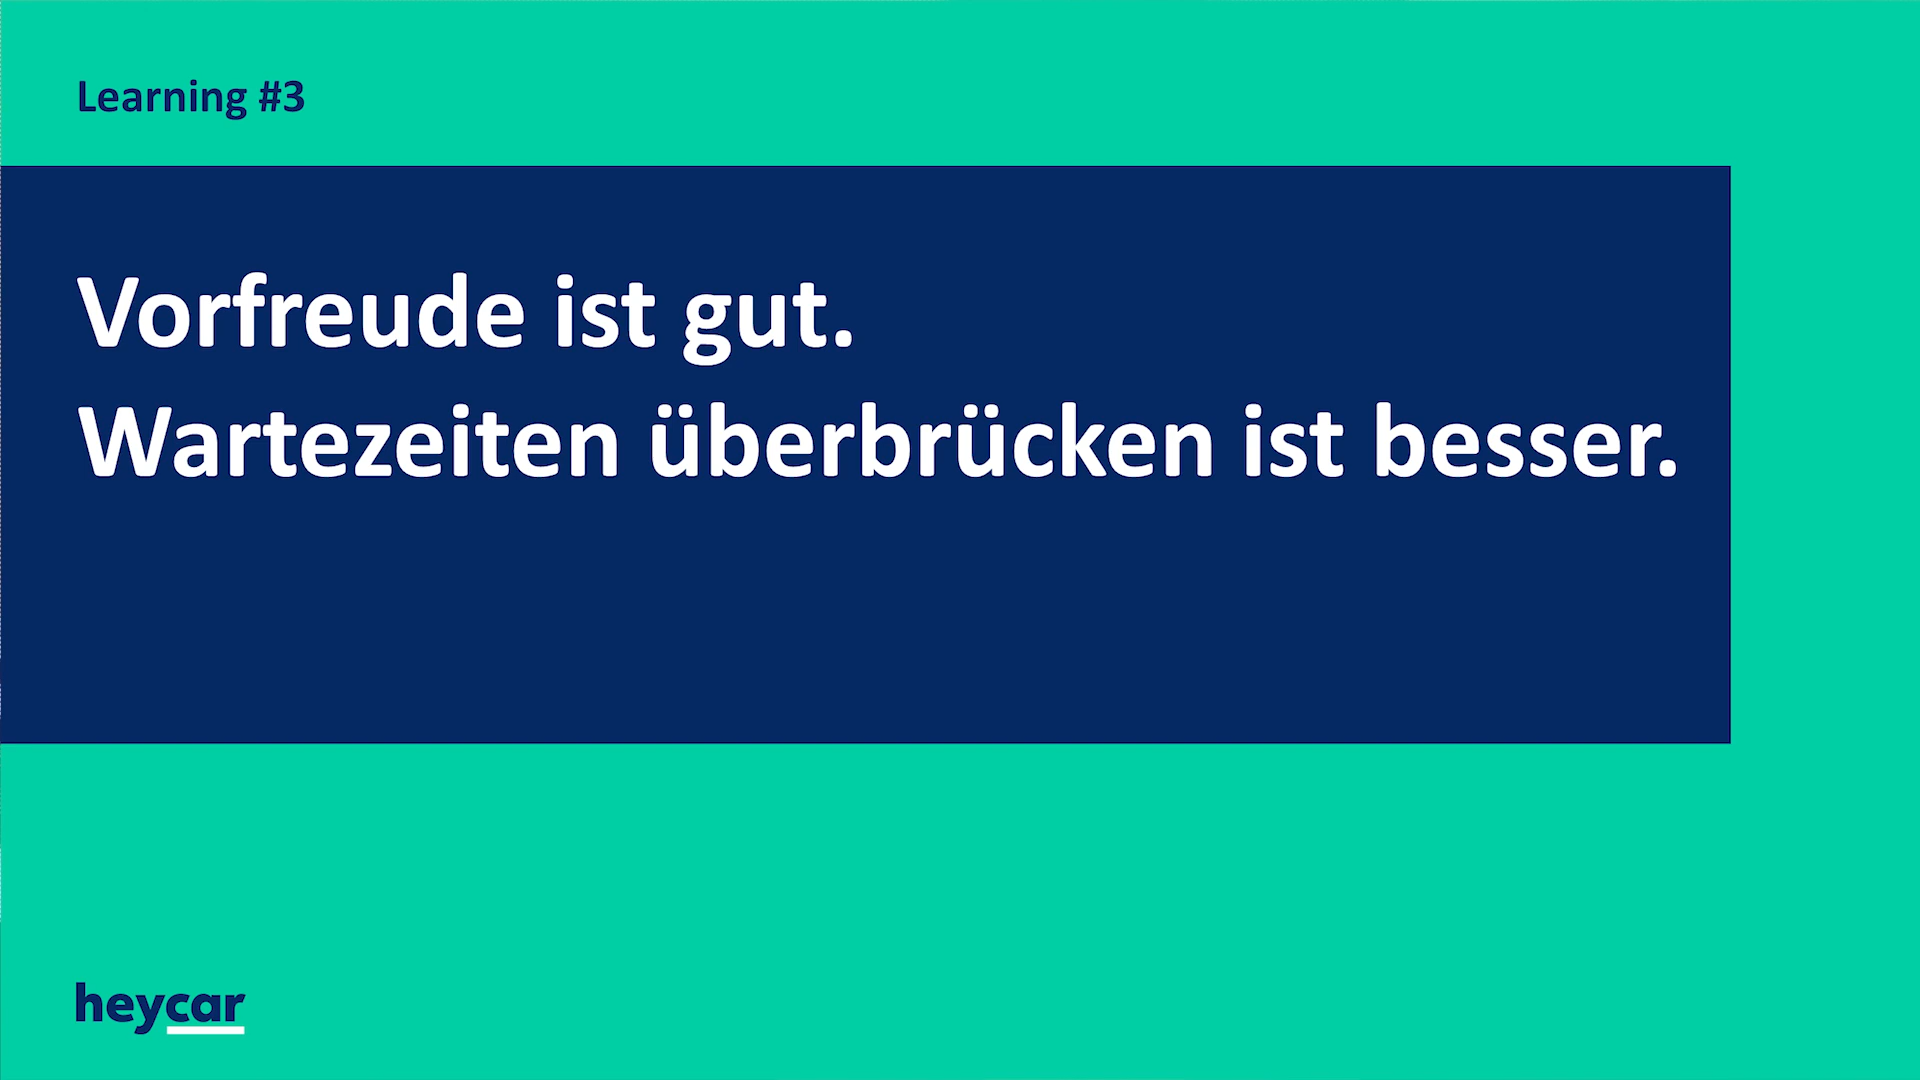 Learning #3
Vorfreude ist gut.
Wartezeiten überbrücken ist besser.
heycar